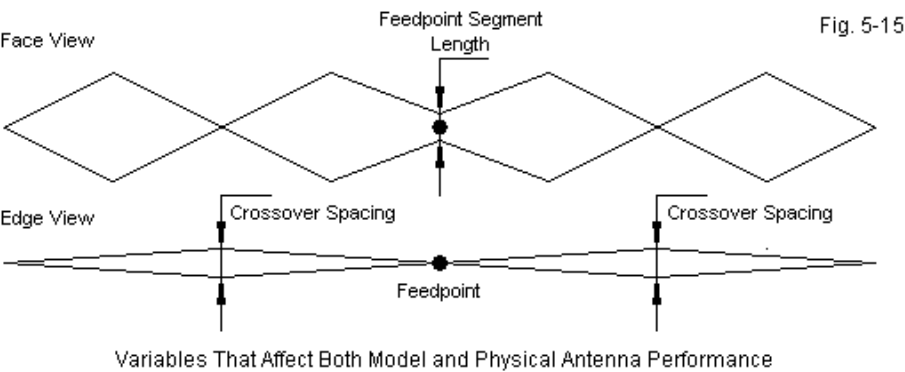 Feedpoint Segment
Length
Fig. 5-15
Face View
Edge View
Crossover Spacing
Crossover Spacing
Feedpoint
Variables That Affect Both Model and Physical Antenna Performance